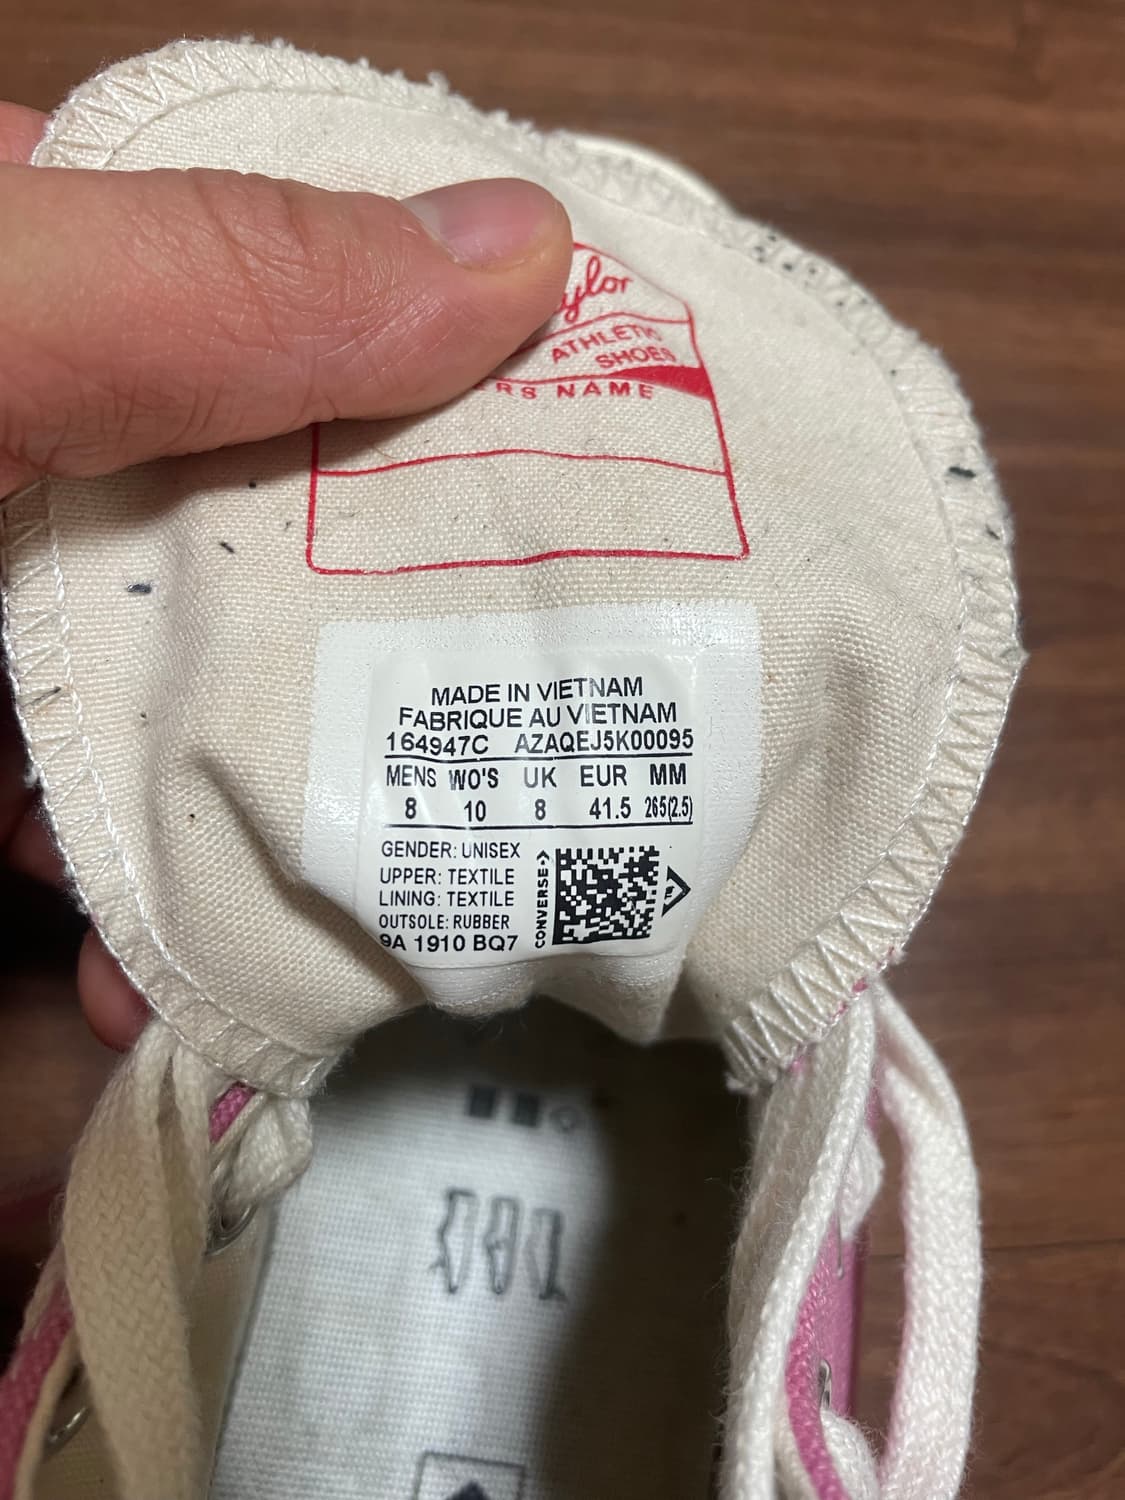 ylor
ATHLETIC
SHOES
RS NAME
MADE IN VIETNAM
FABRIQUE AU VIETNAM
164947C AZAQEJ5K00095
MENS WO'S UK EUR MM
8 10 8 41.5 265(2.5)
GENDER: UNISEX
UPPER: TEXTILE
LINING: TEXTILE
OUTSOLE: RUBBER
9A 1910 BQ7
CONVERSE